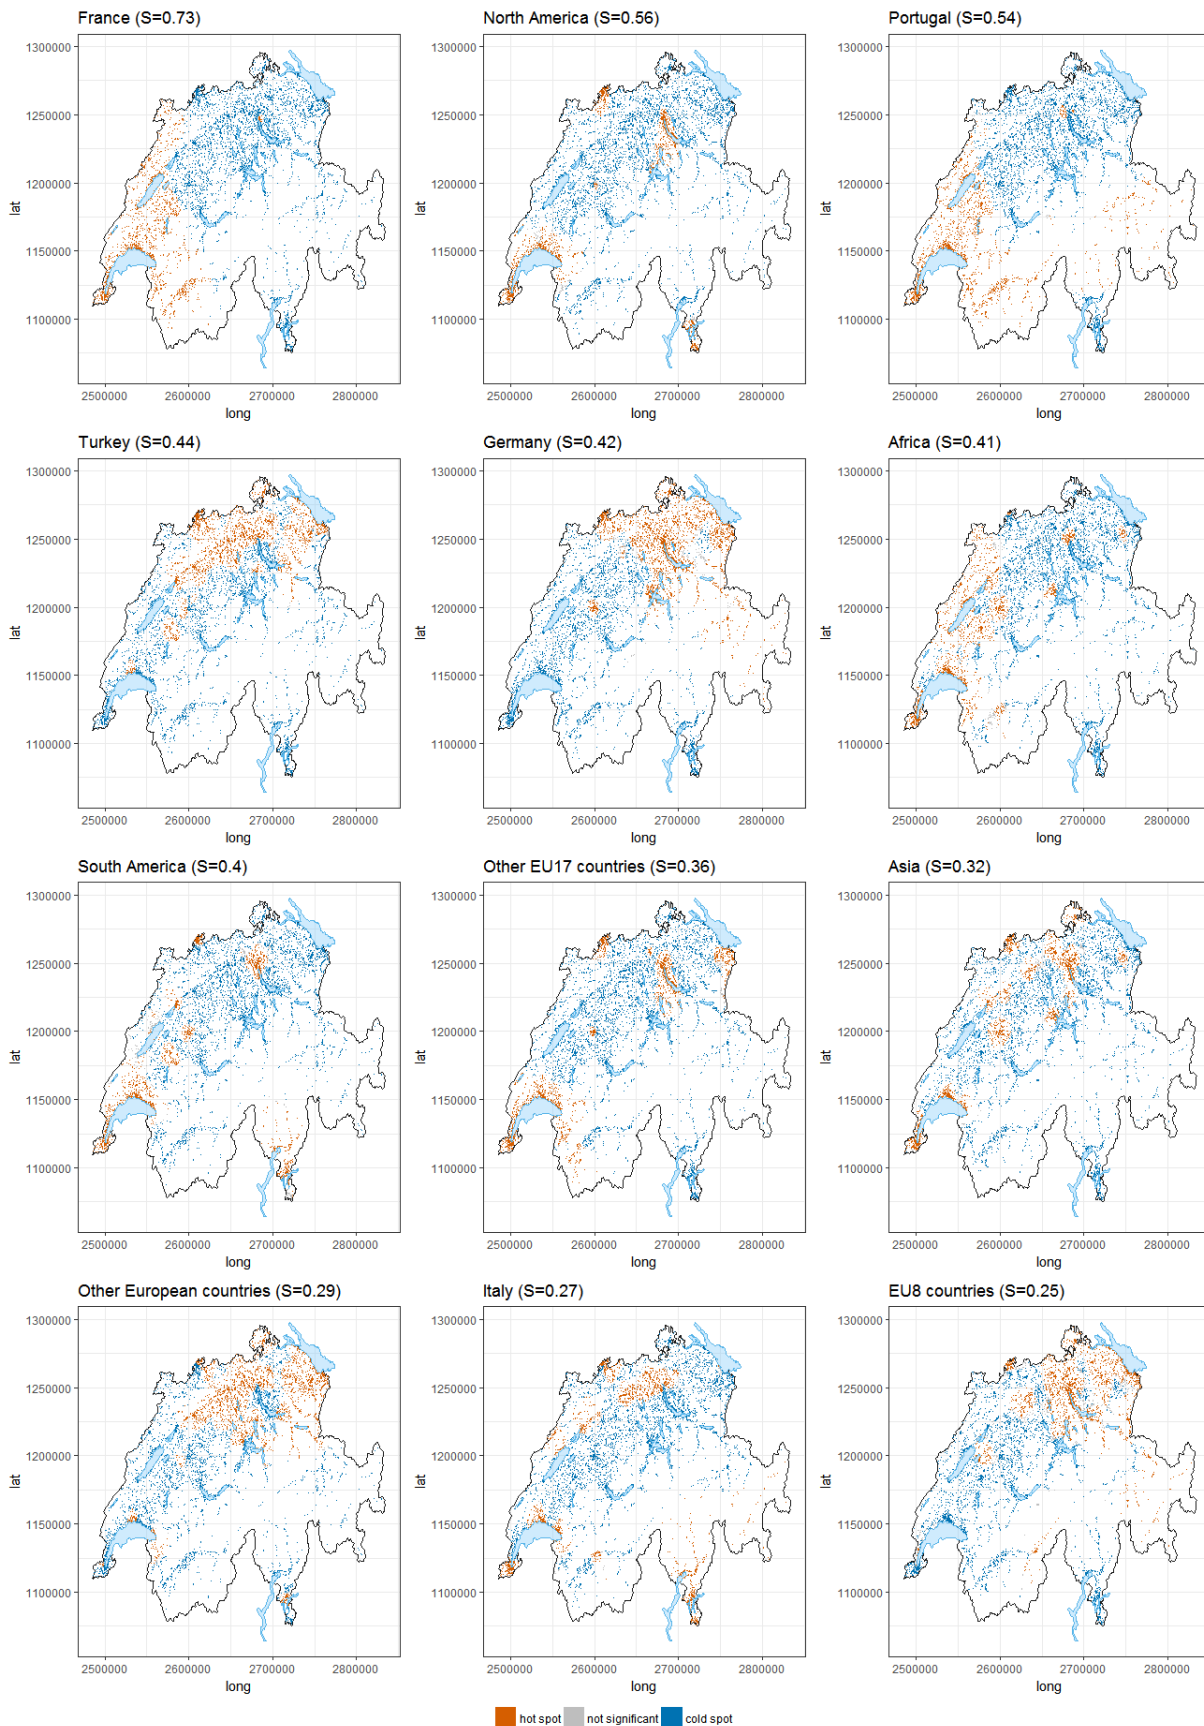 France (S=0.73)
North America (S=0.56)
Portugal (S=0.54)
1300000
1250000
1200000
1150000
1100000
lat
2500000 2600000 2700000 2800000
long
1300000
1250000
1200000
1150000
1100000
lat
2500000 2600000 2700000 2800000
long
1300000
1250000
1200000
1150000
1100000
lat
2500000 2600000 2700000 2800000
long
Turkey (S=0.44)
Germany (S=0.42)
Africa (S=0.41)
1300000
1250000
1200000
1150000
1100000
lat
2500000 2600000 2700000 2800000
long
1300000
1250000
1200000
1150000
1100000
lat
2500000 2600000 2700000 2800000
long
1300000
1250000
1200000
1150000
1100000
lat
2500000 2600000 2700000 2800000
long
South America (S=0.4)
Other EU17 countries (S=0.36)
Asia (S=0.32)
1300000
1250000
1200000
1150000
1100000
lat
2500000 2600000 2700000 2800000
long
1300000
1250000
1200000
1150000
1100000
lat
2500000 2600000 2700000 2800000
long
1300000
1250000
1200000
1150000
1100000
lat
2500000 2600000 2700000 2800000
long
Other European countries (S=0.29)
Italy (S=0.27)
EU8 countries (S=0.25)
1300000
1250000
1200000
1150000
1100000
lat
2500000 2600000 2700000 2800000
long
1300000
1250000
1200000
1150000
1100000
lat
2500000 2600000 2700000 2800000
long
1300000
1250000
1200000
1150000
1100000
lat
2500000 2600000 2700000 2800000
long
hot spot not significant cold spot